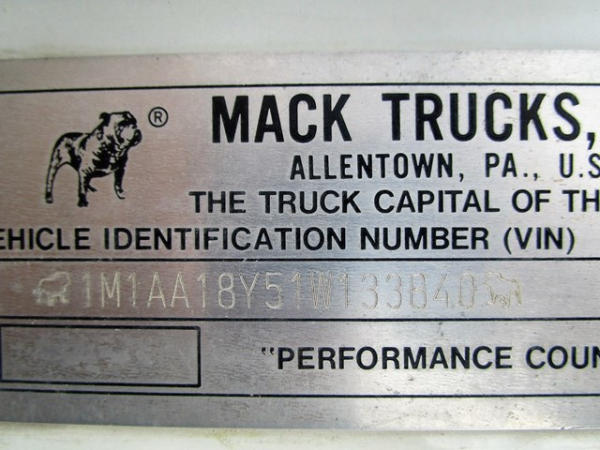 ®
MACK TRUCKS,
ALLENTOWN, PA., U.S
THE TRUCK CAPITAL OF TH
EHICLE IDENTIFICATION NUMBER (VIN)
1M1AA18Y51W133840
"PERFORMANCE COUN